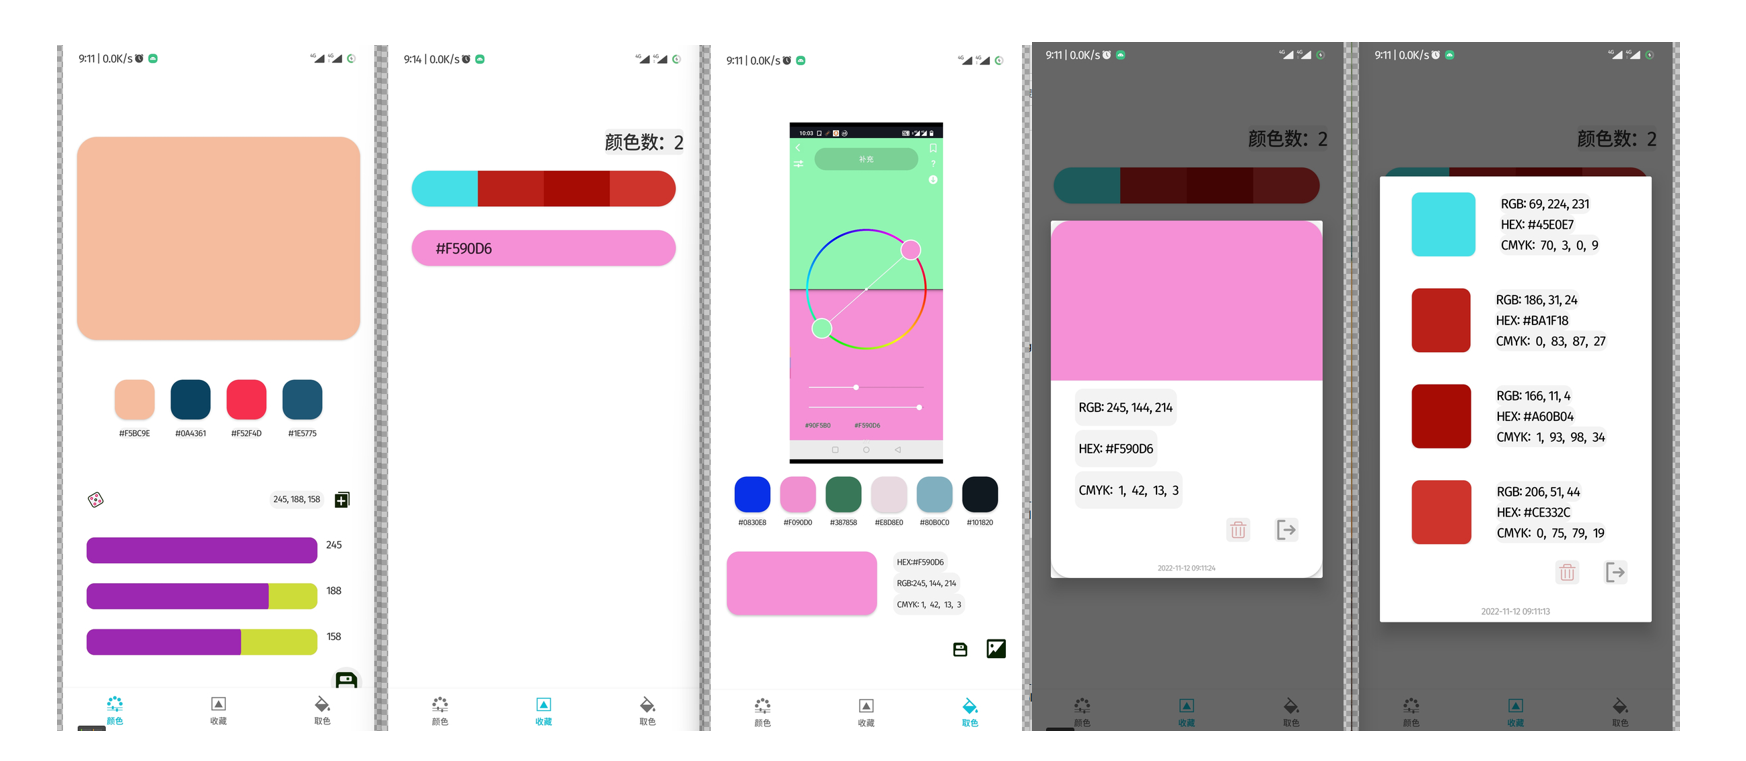 9:11 | 0.0K/s
#F5BC9E
#0A4361
#F52F4D
#1E5775
245, 188, 158
245
188
158
颜色
收藏
取色
9:14 | 0.0K/s
颜色数：2
#F590D6
颜色
收藏
取色
9:11 | 0.0K/s
10:03
补充
?
#90F5B0
#F590D6
#0830E8
#F090D0
#387858
#E8D8E0
#80B0C0
#101820
HEX:#F590D6
RGB:245, 144, 214
CMYK: 1, 42, 13, 3
颜色
收藏
取色
9:11 | 0.0K/s
颜色数：2
RGB: 245, 144, 214
HEX: #F590D6
CMYK: 1, 42, 13, 3
2022-11-12 09:11:24
颜色
收藏
取色
9:11 | 0.0K/s
颜色数：2
RGB: 69, 224, 231
HEX: #45E0E7
CMYK: 70, 3, 0, 9
RGB: 186, 31, 24
HEX: #BA1F18
CMYK: 0, 83, 87, 27
RGB: 166, 11, 4
HEX: #A60B04
CMYK: 1, 93, 98, 34
RGB: 206, 51, 44
HEX: #CE332C
CMYK: 0, 75, 79, 19
2022-11-12 09:11:13
颜色
收藏
取色